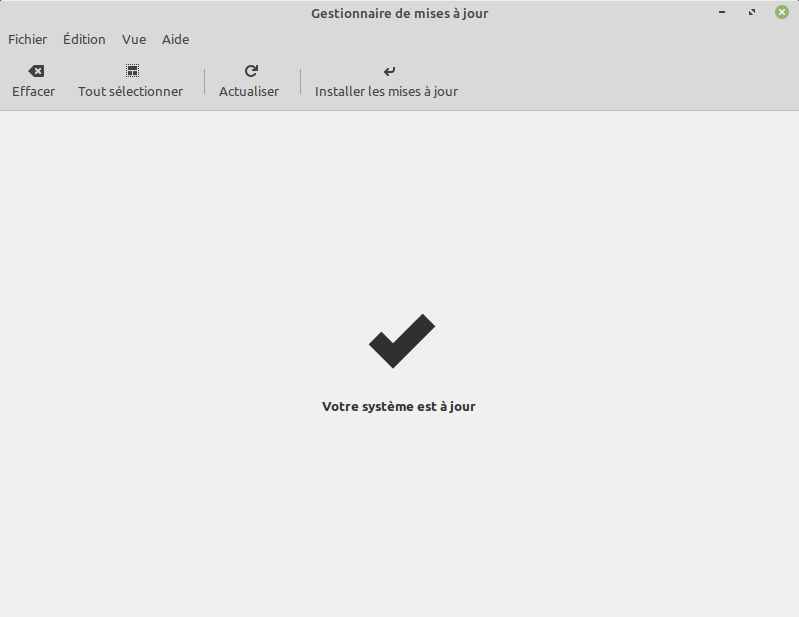 Gestionnaire de mises à jour
Fichier Édition Vue Aide
Effacer Tout sélectionner Actualiser Installer les mises à jour
Votre système est à jour